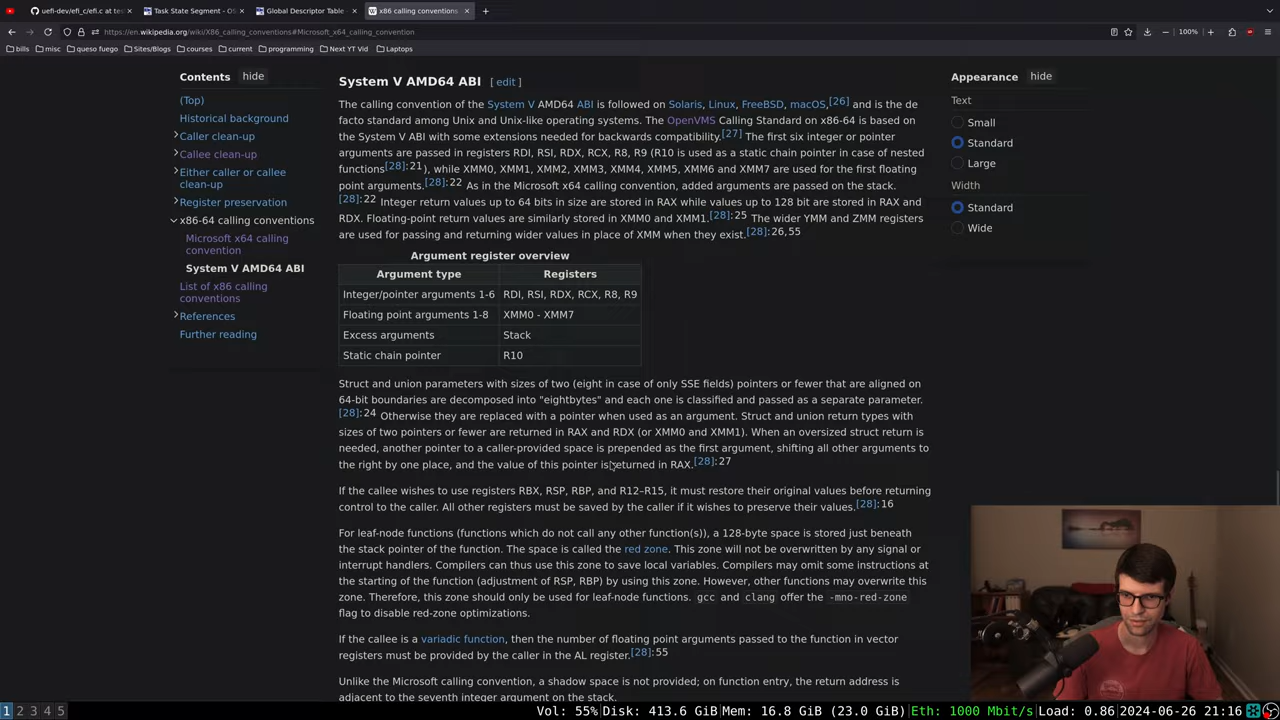 uefi-dev/efi_c/efi.c at te
Task State Segment - OS
Global Descriptor Table
x86 calling conventions
https://en.wikipedia.org/wiki/X86_calling_conventions#Microsoft_x64_calling_convention
100%
bills
misc
queso fuego
Sites/Blogs
courses
current
programming
Next YT Vid
Laptops
Contents hide
(Top)
Historical background
Caller clean-up
Callee clean-up
Either caller or callee
clean-up
Register preservation
x86-64 calling conventions
Microsoft x64 calling
convention
System V AMD64 ABI
List of x86 calling
conventions
References
Further reading
System V AMD64 ABI [ edit ]
The calling convention of the System V AMD64 ABI is followed on Solaris, Linux, FreeBSD, macOS,[26] and is the de
facto standard among Unix and Unix-like operating systems. The OpenVMS Calling Standard on x86-64 is based on
the System V ABI with some extensions needed for backwards compatibility.[27] The first six integer or pointer
arguments are passed in registers RDI, RSI, RDX, RCX, R8, R9 (R10 is used as a static chain pointer in case of nested
functions[28]:21), while XMM0, XMM1, XMM2, XMM3, XMM4, XMM5, XMM6 and XMM7 are used for the first floating
point arguments.[28]:22 As in the Microsoft x64 calling convention, added arguments are passed on the stack.
[28]:22 Integer return values up to 64 bits in size are stored in RAX while values up to 128 bit are stored in RAX and
RDX. Floating-point return values are similarly stored in XMM0 and XMM1.[28]:25 The wider YMM and ZMM registers
are used for passing and returning wider values in place of XMM when they exist.[28]:26,55
Argument register overview
Argument type Registers
Integer/pointer arguments 1-6 RDI, RSI, RDX, RCX, R8, R9
Floating point arguments 1-8 XMM0 - XMM7
Excess arguments Stack
Static chain pointer R10
Struct and union parameters with sizes of two (eight in case of only SSE fields) pointers or fewer that are aligned on
64-bit boundaries are decomposed into "eightbytes" and each one is classified and passed as a separate parameter.
[28]:24 Otherwise they are replaced with a pointer when used as an argument. Struct and union return types with
sizes of two pointers or fewer are returned in RAX and RDX (or XMM0 and XMM1). When an oversized struct return is
needed, another pointer to a caller-provided space is prepended as the first argument, shifting all other arguments to
the right by one place, and the value of this pointer is returned in RAX.[28]:27
If the callee wishes to use registers RBX, RSP, RBP, and R12–R15, it must restore their original values before returning
control to the caller. All other registers must be saved by the caller if it wishes to preserve their values.[28]:16
For leaf-node functions (functions which do not call any other function(s)), a 128-byte space is stored just beneath
the stack pointer of the function. The space is called the red zone. This zone will not be overwritten by any signal or
interrupt handlers. Compilers can thus use this zone to save local variables. Compilers may omit some instructions at
the starting of the function (adjustment of RSP, RBP) by using this zone. However, other functions may overwrite this
zone. Therefore, this zone should only be used for leaf-node functions. gcc and clang offer the -mno-red-zone
flag to disable red-zone optimizations.
If the callee is a variadic function, then the number of floating point arguments passed to the function in vector
registers must be provided by the caller in the AL register.[28]:55
Unlike the Microsoft calling convention, a shadow space is not provided; on function entry, the return address is
adjacent to the seventh integer argument on the stack.
Appearance hide
Text
Small
Standard
Large
Width
Standard
Wide
1 2 3 4 5
Vol: 55% Disk: 413.6 GiB Mem: 16.8 GiB (23.0 GiB) Eth: 1000 Mbit/s Load: 0.86 2024-06-26 21:16